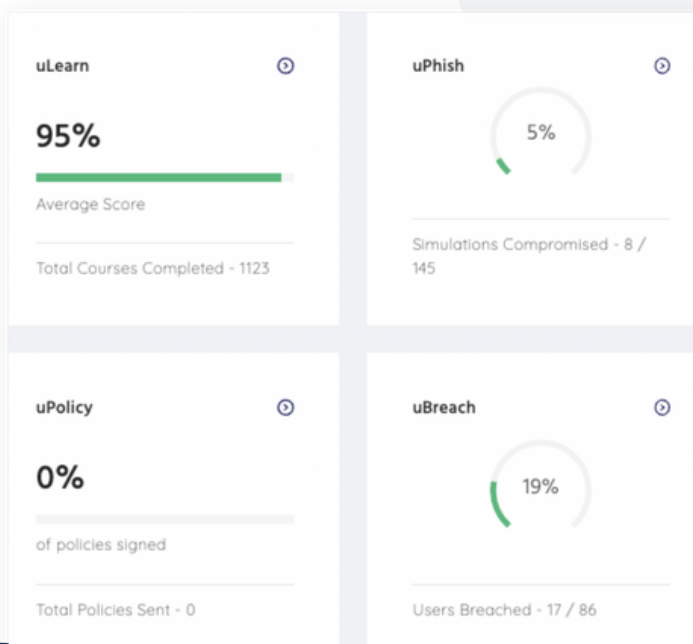 uLearn
95%
Average Score
Total Courses Completed - 1123
uPhish
5%
Simulations Compromised - 8 /
145
uPolicy
0%
of policies signed
Total Policies Sent - 0
uBreach
19%
Users Breached - 17 / 86